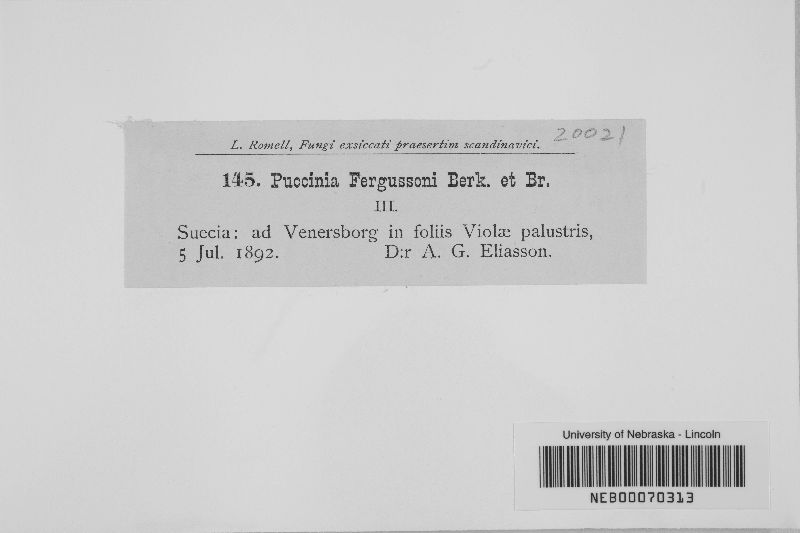 20021
L. Romell, Fungi exsiccati praesertim scandinavici.
145. Puccinia Fergussoni Berk. et Br.
III.
Suecia: ad Venersborg in foliis Violæ palustris,
5 Jul. 1892. D:r A. G. Eliasson.
University of Nebraska - Lincoln
NEB00070313